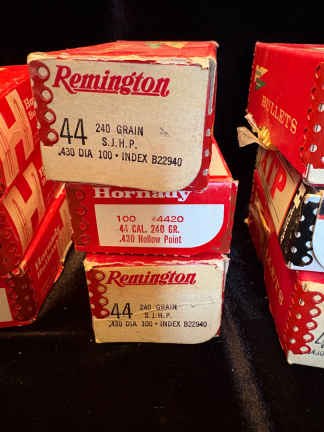 Remington
44 240 GRAIN
S.J.H.P.
.430 DIA 100 • INDEX B22940
Hornady
100 #4420
44 CAL. 240 GR.
.430 Hollow Point
Remington
44 240 GRAIN
S.J.H.P.
.430 DIA 100 • INDEX B22940
BULLETS